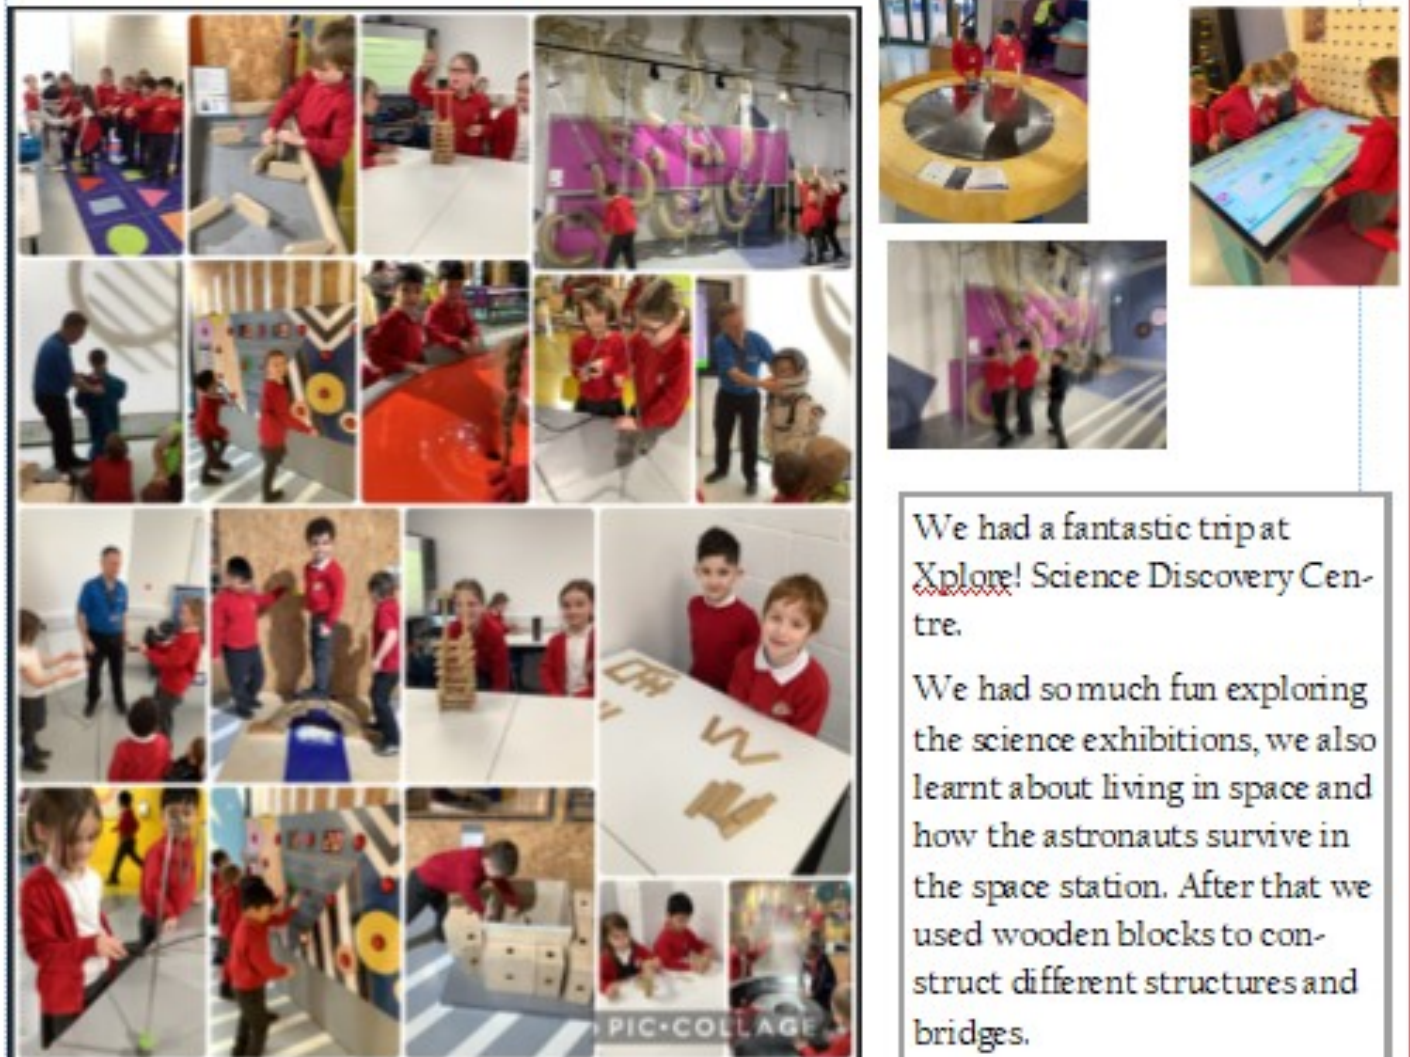 We had a fantastic trip at
Xplore! Science Discovery Cen-
tre.
We had so much fun exploring
the science exhibitions, we also
learnt about living in space and
how the astronauts survive in
the space station. After that we
used wooden blocks to con-
struct different structures and
bridges.
PIC•COLLAGE